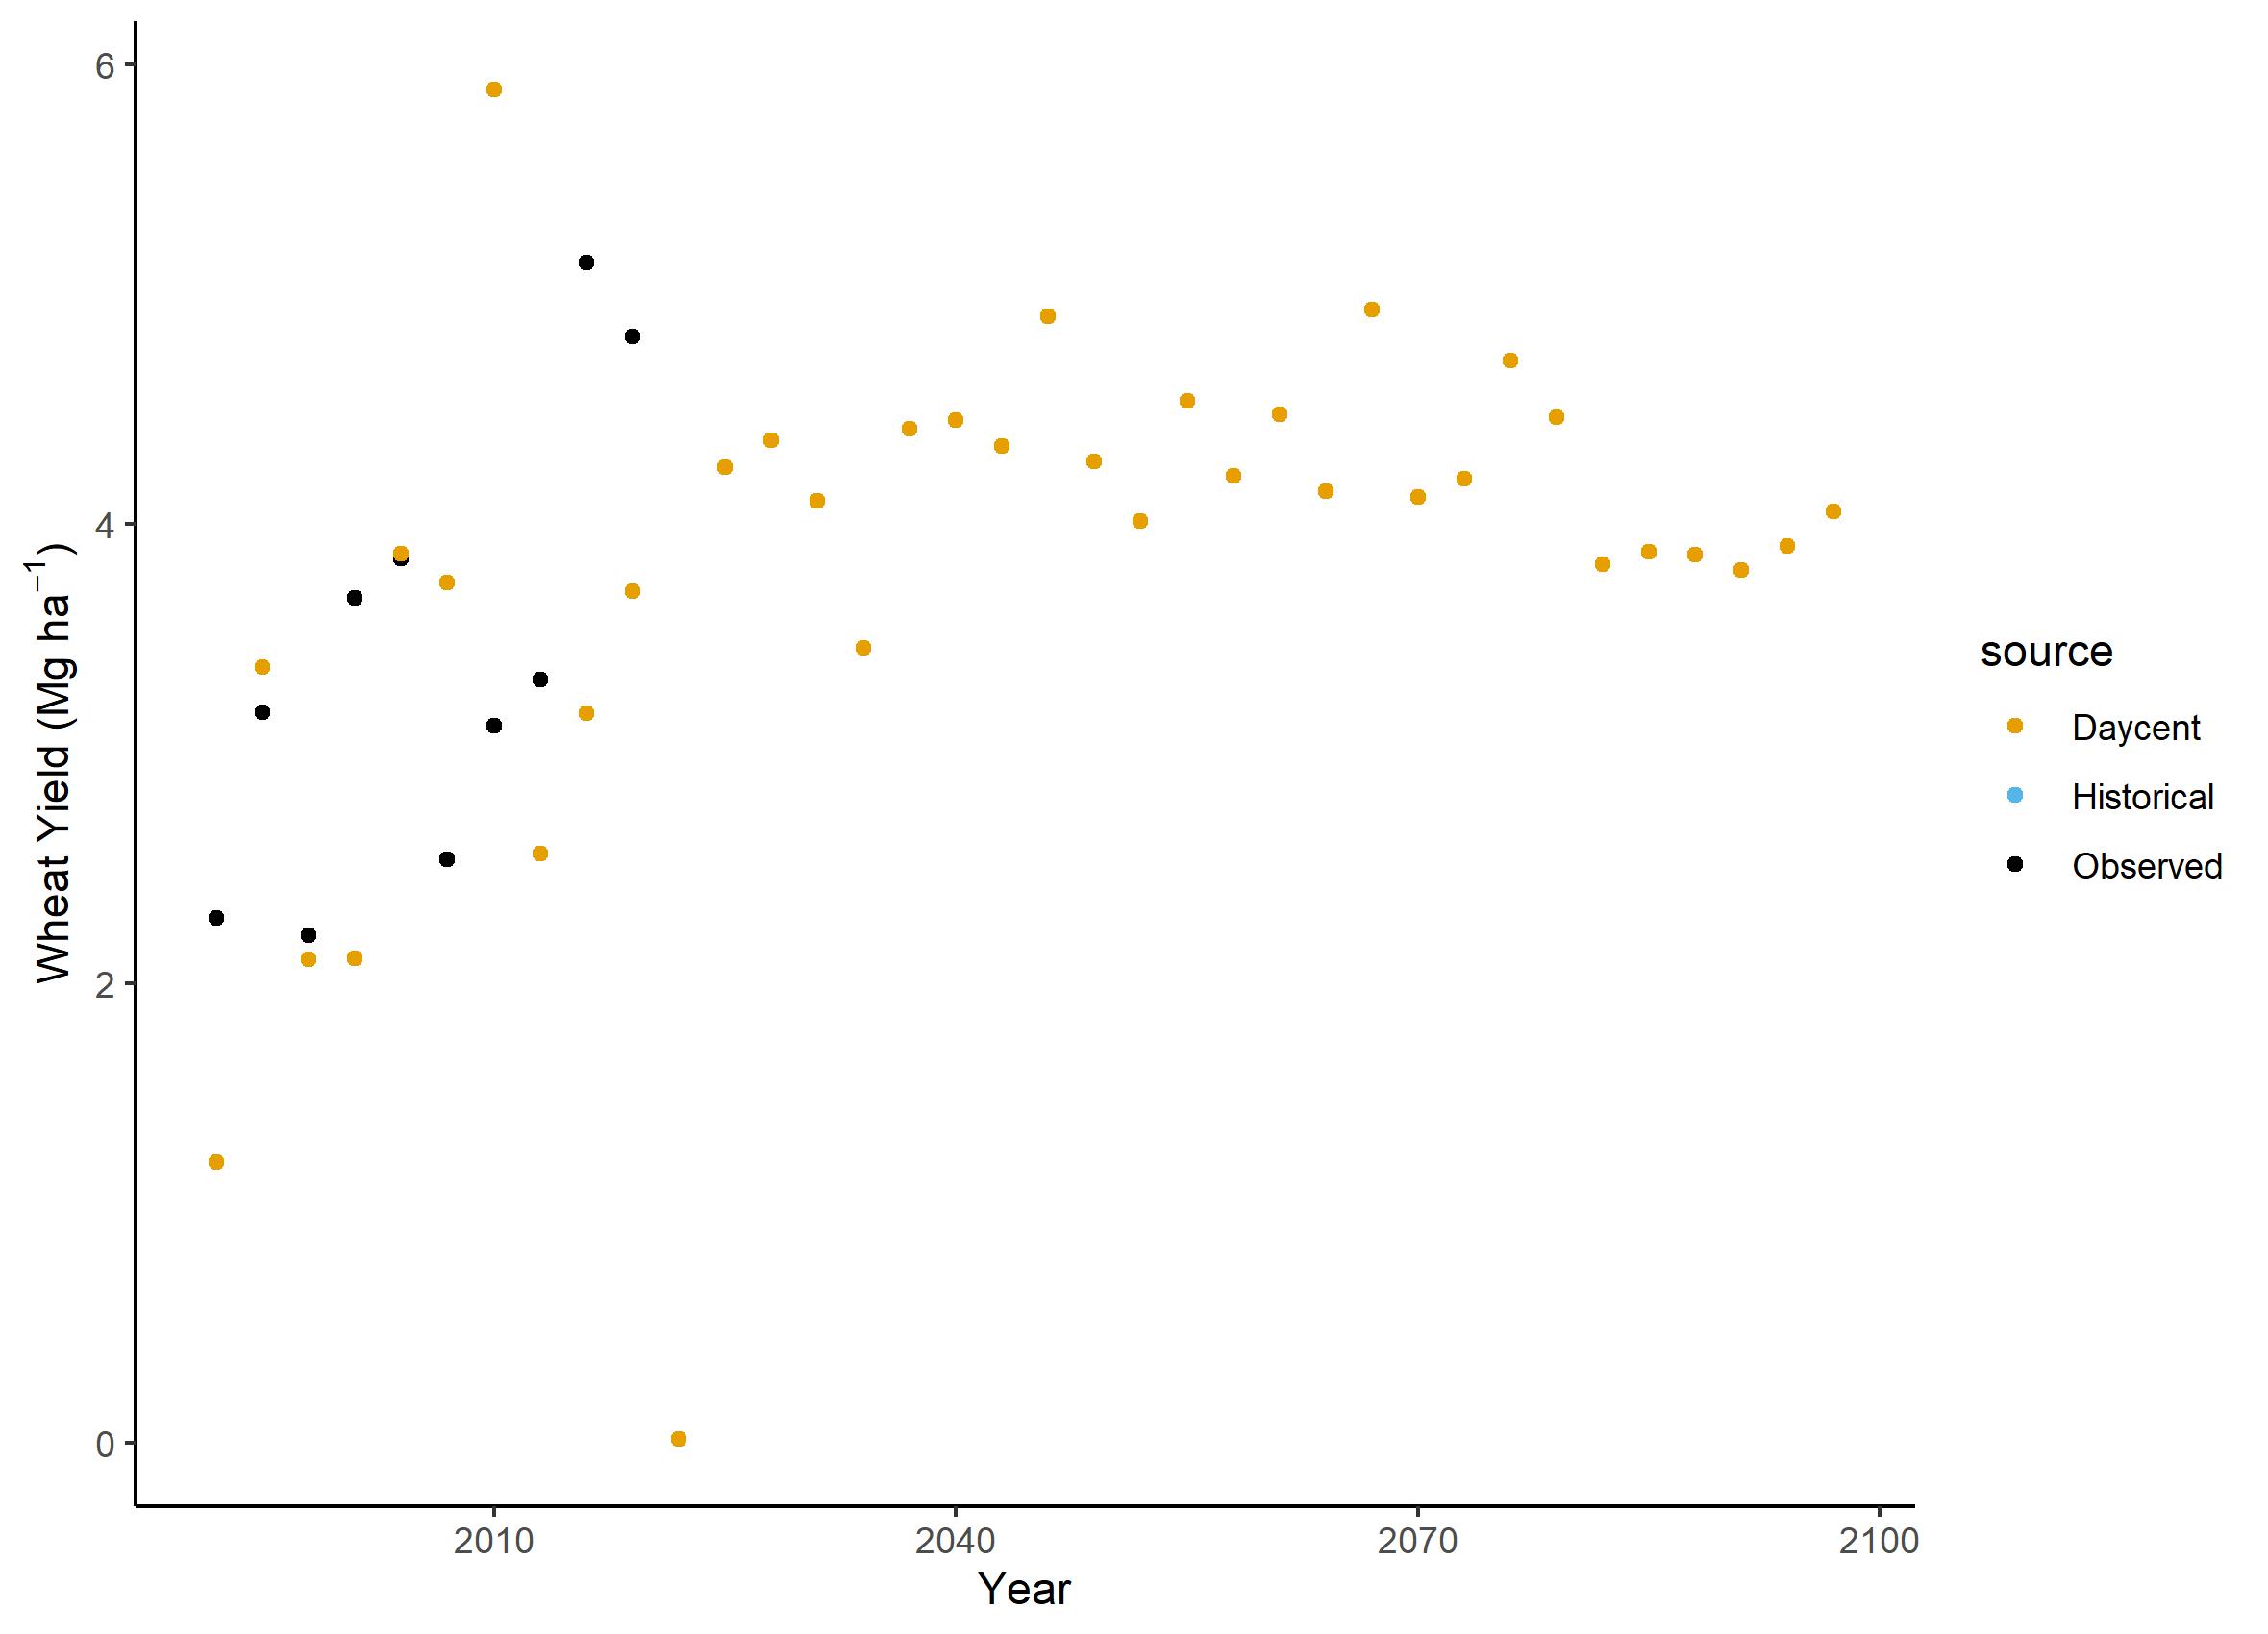 6
4
2
0
Wheat Yield (Mg ha⁻¹)
2010
2040
2070
2100
Year
source
Daycent
Historical
Observed